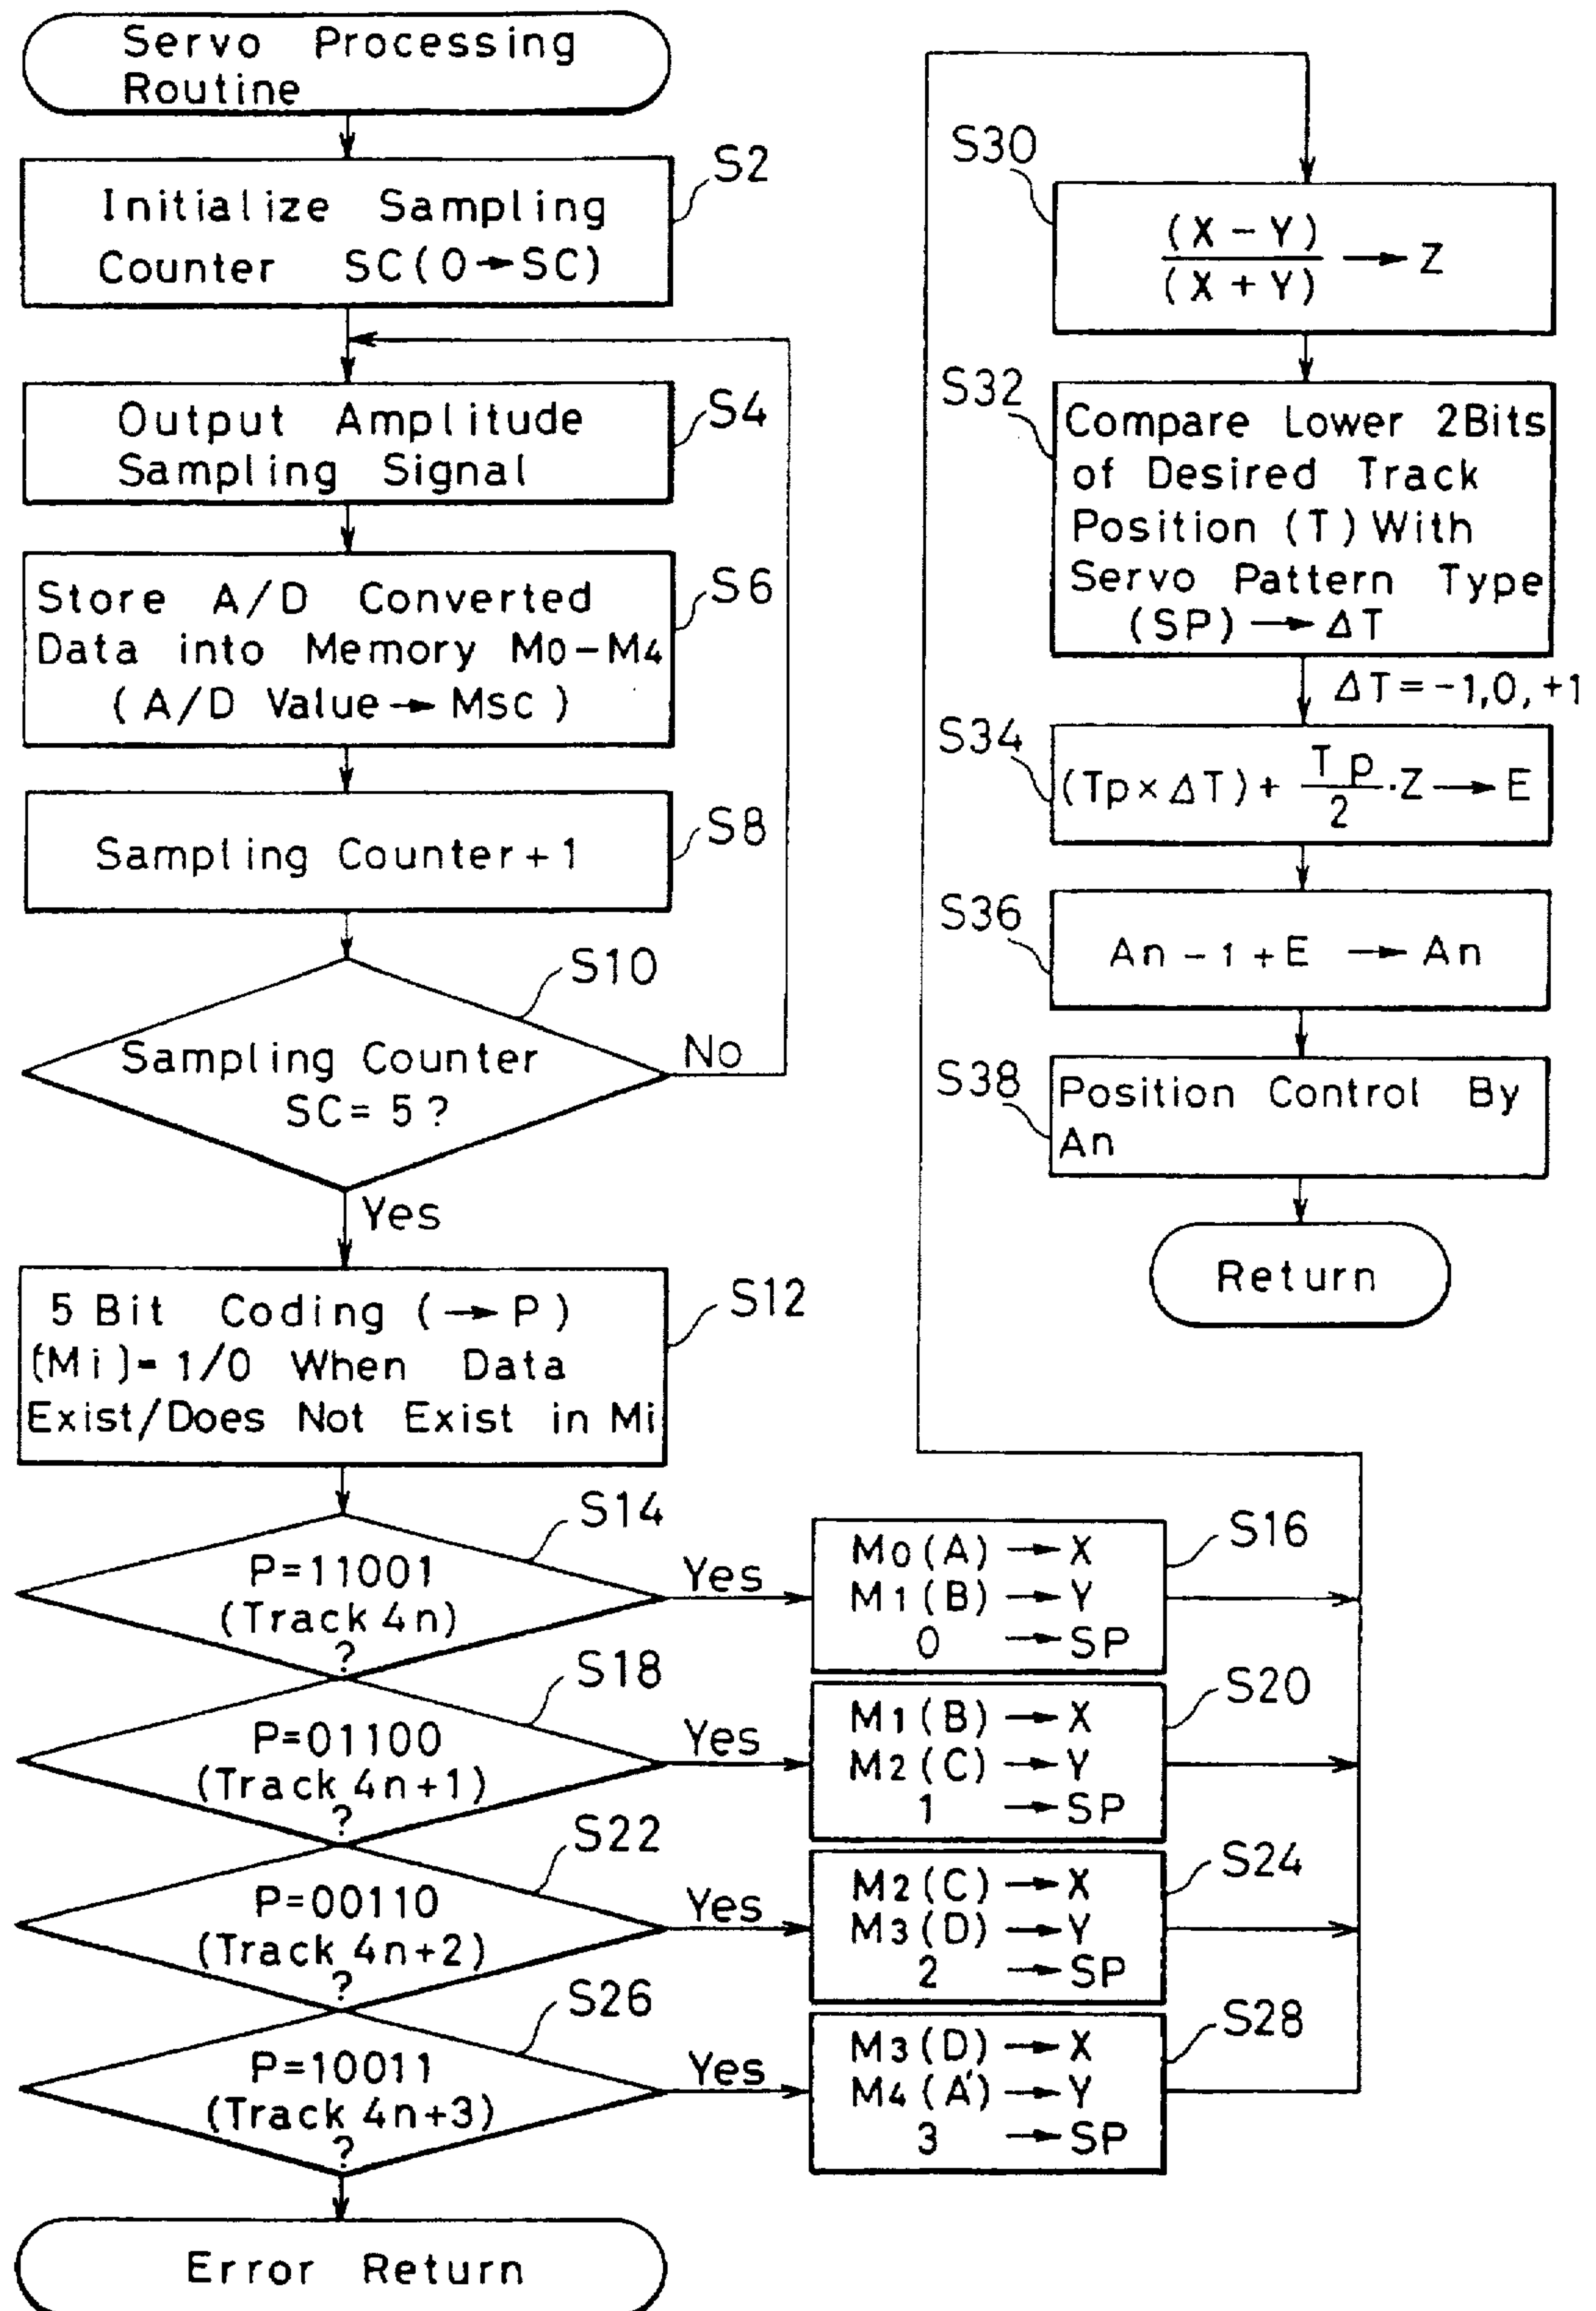 Servo Processing
Routine
S2
Initialize Sampling
Counter SC(0→SC)
S4
Output Amplitude
Sampling Signal
S6
Store A/D Converted
Data into Memory M0-M4
(A/D Value→MSC)
S8
Sampling Counter+1
S10
Sampling Counter
SC=5?
No
Yes
S12
5 Bit Coding (→P)
(Mi)=1/0 When Data
Exist/Does Not Exist in Mi
S14
P=11001
(Track 4n)
?
Yes
S16
M0(A)→X
M1(B)→Y
0 →SP
S18
P=01100
(Track 4n+1)
?
Yes
S20
M1(B)→X
M2(C)→Y
1 →SP
S22
P=00110
(Track 4n+2)
?
Yes
S24
M2(C)→X
M3(D)→Y
2 →SP
S26
P=10011
(Track 4n+3)
?
Yes
S28
M3(D)→X
M4(A')→Y
3 →SP
Error Return
S30
(X-Y)
→Z
(X+Y)
S32
Compare Lower 2Bits
of Desired Track
Position (T) With
Servo Pattern Type
(SP)→ΔT
ΔT=-1,0,+1
S34
(Tp×ΔT)+ Tp/2 ·Z→E
S36
An-1+E →An
S38
Position Control By
An
Return